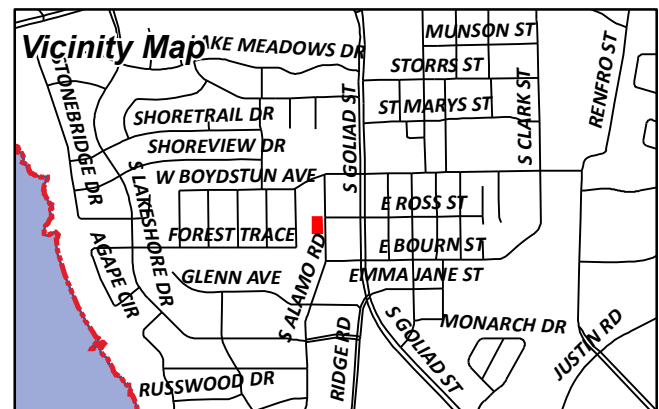 Vicinity Map
LAKE MEADOWS DR
MUNSON ST
STORRS ST
ST MARYS ST
S CLARK ST
RENFRO ST
STONEBRIDGE DR
SHORETRAIL DR
SHOREVIEW DR
S GOLIAD ST
W BOYDSTUN AVE
S LAKESHORE DR
E ROSS ST
FOREST TRACE
E BOURN ST
AGAPE CIR
GLENN AVE
S ALAMO RD
EMMA JANE ST
S GOLIAD ST
MONARCH DR
JUSTIN RD
RIDGE RD
RUSSWOOD DR